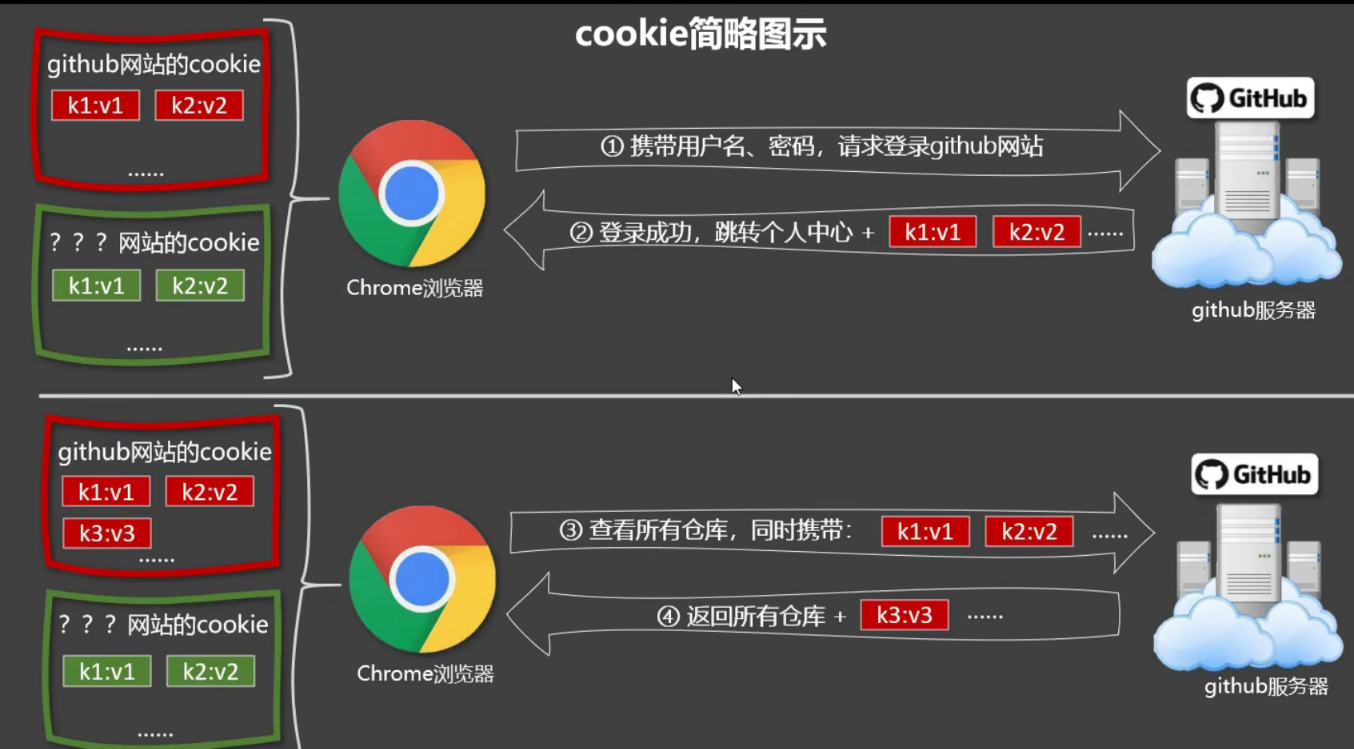 cookie简略图示
github网站的cookie
k1:v1 k2:v2
......
？？？网站的cookie
k1:v1 k2:v2
......
Chrome浏览器
① 携带用户名、密码，请求登录github网站
② 登录成功，跳转个人中心 + k1:v1 k2:v2 ......
GitHub
github服务器
github网站的cookie
k1:v1 k2:v2
k3:v3
......
？？？网站的cookie
k1:v1 k2:v2
......
Chrome浏览器
③ 查看所有仓库，同时携带： k1:v1 k2:v2 ......
④ 返回所有仓库 + k3:v3 ......
GitHub
github服务器